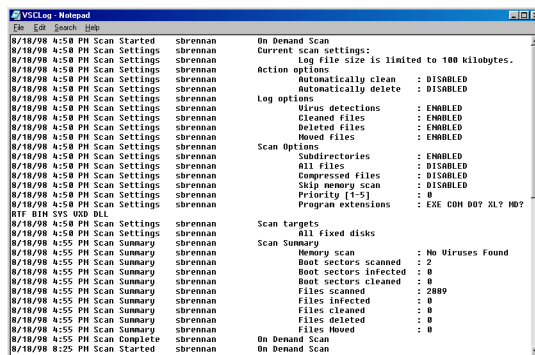 VSCLog - Notepad
File Edit Search Help
8/18/98 4:50 PM Scan Started sbrennan On Demand Scan
8/18/98 4:50 PM Scan Settings sbrennan Current scan settings:
8/18/98 4:50 PM Scan Settings sbrennan Log file size is limited to 100 kilobytes.
8/18/98 4:50 PM Scan Settings sbrennan Action options
8/18/98 4:50 PM Scan Settings sbrennan Automatically clean : DISABLED
8/18/98 4:50 PM Scan Settings sbrennan Automatically delete : DISABLED
8/18/98 4:50 PM Scan Settings sbrennan Log options
8/18/98 4:50 PM Scan Settings sbrennan Virus detections : ENABLED
8/18/98 4:50 PM Scan Settings sbrennan Cleaned files : ENABLED
8/18/98 4:50 PM Scan Settings sbrennan Deleted files : ENABLED
8/18/98 4:50 PM Scan Settings sbrennan Moved files : ENABLED
8/18/98 4:50 PM Scan Settings sbrennan Scan Options
8/18/98 4:50 PM Scan Settings sbrennan Subdirectories : ENABLED
8/18/98 4:50 PM Scan Settings sbrennan All files : DISABLED
8/18/98 4:50 PM Scan Settings sbrennan Compressed files : DISABLED
8/18/98 4:50 PM Scan Settings sbrennan Skip memory scan : DISABLED
8/18/98 4:50 PM Scan Settings sbrennan Priority [1-5] : 0
8/18/98 4:50 PM Scan Settings sbrennan Program extensions : EXE COM DO? XL? MD?
RTF BIN SYS VXD DLL
8/18/98 4:50 PM Scan Settings sbrennan Scan targets
8/18/98 4:50 PM Scan Settings sbrennan All fixed disks
8/18/98 4:55 PM Scan Summary sbrennan Scan Summary
8/18/98 4:55 PM Scan Summary sbrennan Memory scan : No Viruses Found
8/18/98 4:55 PM Scan Summary sbrennan Boot sectors scanned : 2
8/18/98 4:55 PM Scan Summary sbrennan Boot sectors infected : 0
8/18/98 4:55 PM Scan Summary sbrennan Boot sectors cleaned : 0
8/18/98 4:55 PM Scan Summary sbrennan Files scanned : 2089
8/18/98 4:55 PM Scan Summary sbrennan Files infected : 0
8/18/98 4:55 PM Scan Summary sbrennan Files cleaned : 0
8/18/98 4:55 PM Scan Summary sbrennan Files deleted : 0
8/18/98 4:55 PM Scan Summary sbrennan Files Moved : 0
8/18/98 4:55 PM Scan Complete sbrennan On Demand Scan
8/18/98 8:25 PM Scan Started sbrennan On Demand Scan